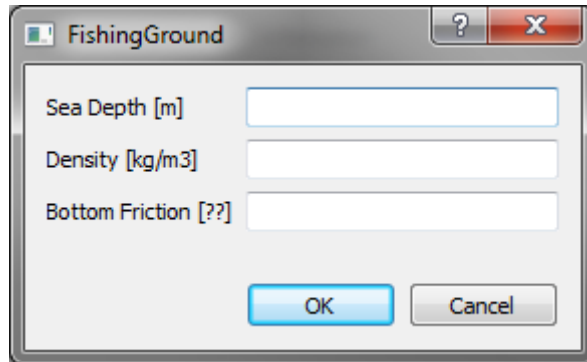 FishingGround
Sea Depth [m]
Density [kg/m3]
Bottom Friction [??]
OK Cancel